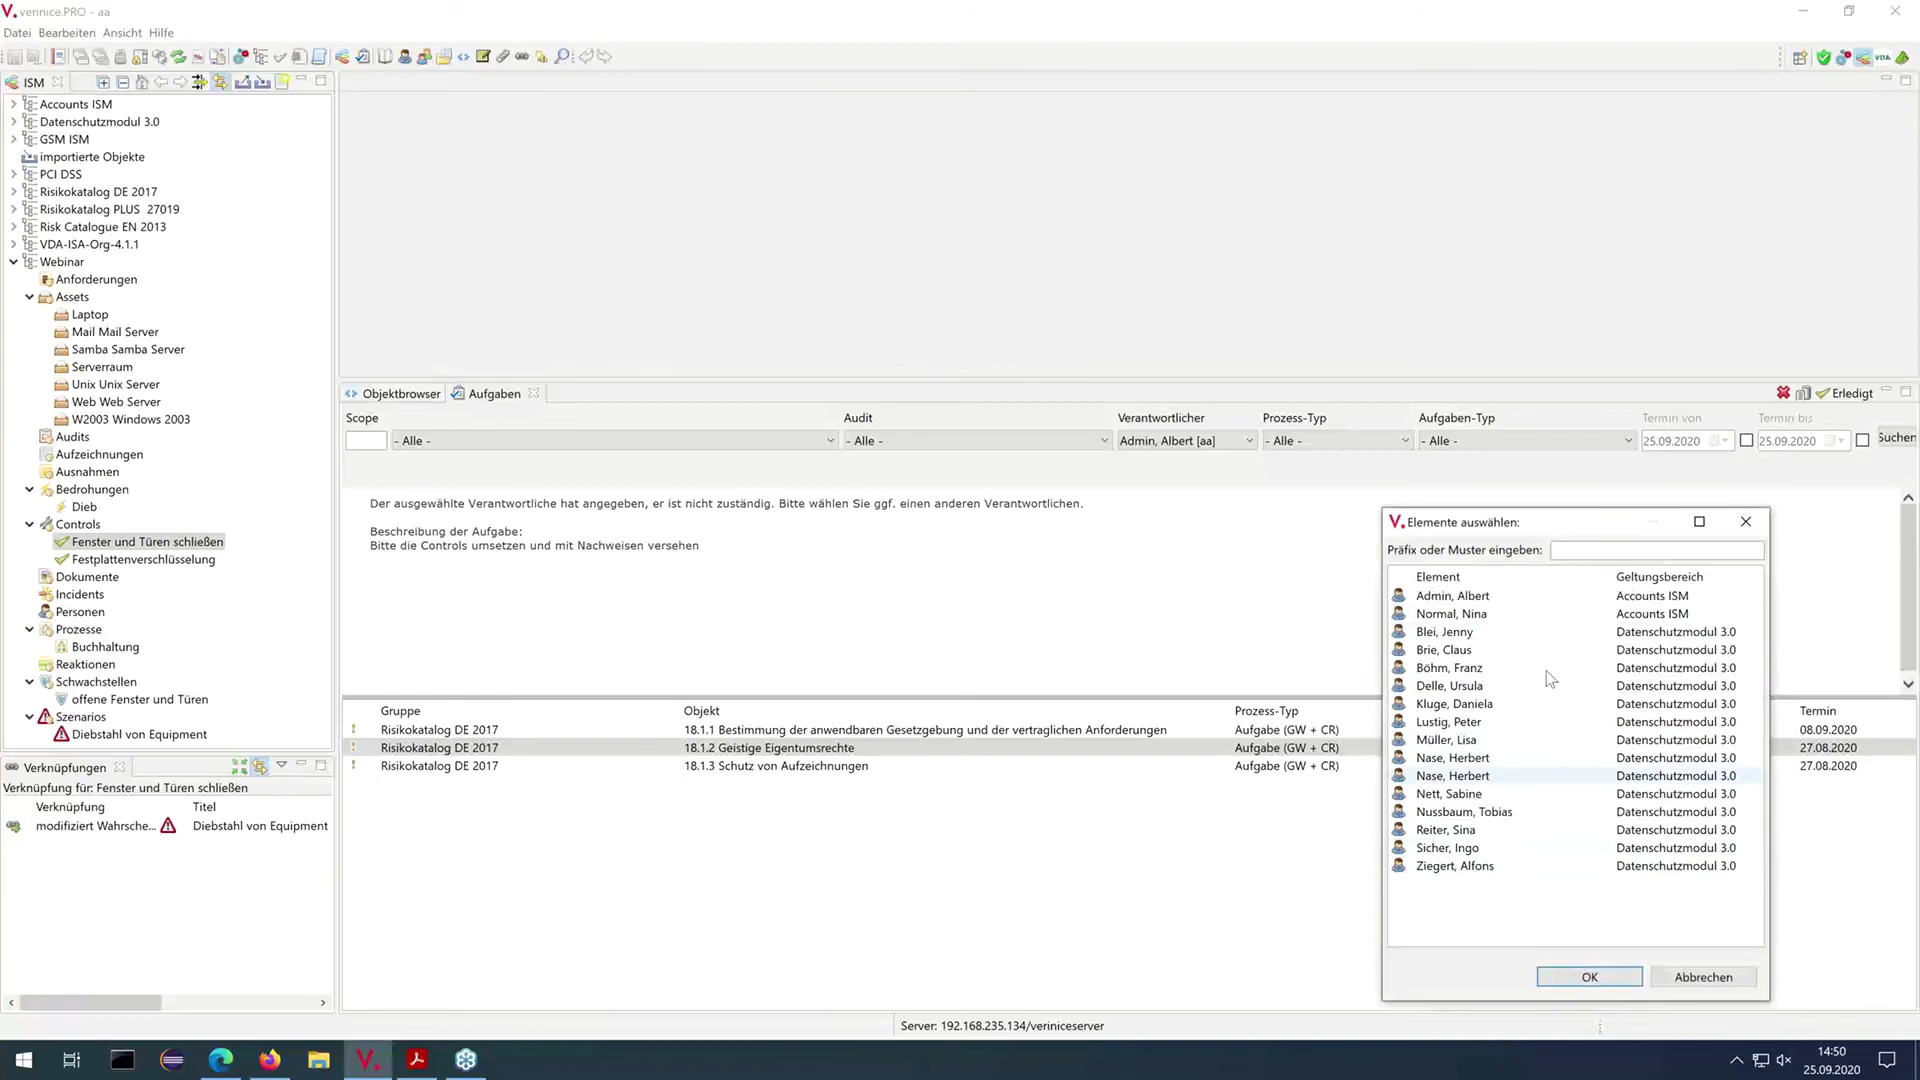 verinice.PRO - aa
Datei Bearbeiten Ansicht Hilfe
VDA
ISM
Accounts ISM
Datenschutzmodul 3.0
GSM ISM
importierte Objekte
PCI DSS
Risikokatalog DE 2017
Risikokatalog PLUS 27019
Risk Catalogue EN 2013
VDA-ISA-Org-4.1.1
Webinar
Anforderungen
Assets
Laptop
Mail Mail Server
Samba Samba Server
Serverraum
Unix Unix Server
Web Web Server
W2003 Windows 2003
Audits
Aufzeichnungen
Ausnahmen
Bedrohungen
Dieb
Controls
Fenster und Türen schließen
Festplattenverschlüsselung
Dokumente
Incidents
Personen
Prozesse
Buchhaltung
Reaktionen
Schwachstellen
offene Fenster und Türen
Szenarios
Diebstahl von Equipment
Verknüpfungen
Verknüpfung für: Fenster und Türen schließen
Verknüpfung Titel
modifiziert Wahrsche... Diebstahl von Equipment
Objektbrowser Aufgaben Erledigt
Scope Audit Verantwortlicher Prozess-Typ Aufgaben-Typ Termin von Termin bis
- Alle - - Alle - Admin, Albert [aa] - Alle - - Alle - 25.09.2020 25.09.2020 Suchen
Der ausgewählte Verantwortliche hat angegeben, er ist nicht zuständig. Bitte wählen Sie ggf. einen anderen Verantwortlichen.
Beschreibung der Aufgabe:
Bitte die Controls umsetzen und mit Nachweisen versehen
Gruppe Objekt Prozess-Typ Termin
Risikokatalog DE 2017 18.1.1 Bestimmung der anwendbaren Gesetzgebung und der vertraglichen Anforderungen Aufgabe (GW + CR) 08.09.2020
Risikokatalog DE 2017 18.1.2 Geistige Eigentumsrechte Aufgabe (GW + CR) 27.08.2020
Risikokatalog DE 2017 18.1.3 Schutz von Aufzeichnungen Aufgabe (GW + CR) 27.08.2020
Elemente auswählen:
Präfix oder Muster eingeben:
Element Geltungsbereich
Admin, Albert Accounts ISM
Normal, Nina Accounts ISM
Blei, Jenny Datenschutzmodul 3.0
Brie, Claus Datenschutzmodul 3.0
Böhm, Franz Datenschutzmodul 3.0
Delle, Ursula Datenschutzmodul 3.0
Kluge, Daniela Datenschutzmodul 3.0
Lustig, Peter Datenschutzmodul 3.0
Müller, Lisa Datenschutzmodul 3.0
Nase, Herbert Datenschutzmodul 3.0
Nase, Herbert Datenschutzmodul 3.0
Nett, Sabine Datenschutzmodul 3.0
Nussbaum, Tobias Datenschutzmodul 3.0
Reiter, Sina Datenschutzmodul 3.0
Sicher, Ingo Datenschutzmodul 3.0
Ziegert, Alfons Datenschutzmodul 3.0
OK Abbrechen
Server: 192.168.235.134/veriniceserver
14:50
25.09.2020